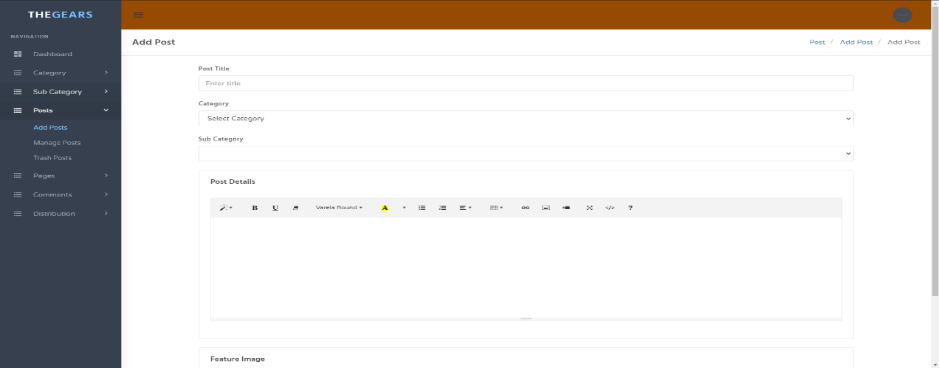 THEGEARS
NAVIGATION
Dashboard
Category
Sub Category
Posts
Add Posts
Manage Posts
Trash Posts
Pages
Comments
Distribution
Add Post
Post / Add Post / Add Post
Post Title
Enter title
Category
Select Category
Sub Category
Post Details
B U Varela Round A </> ?
Feature Image